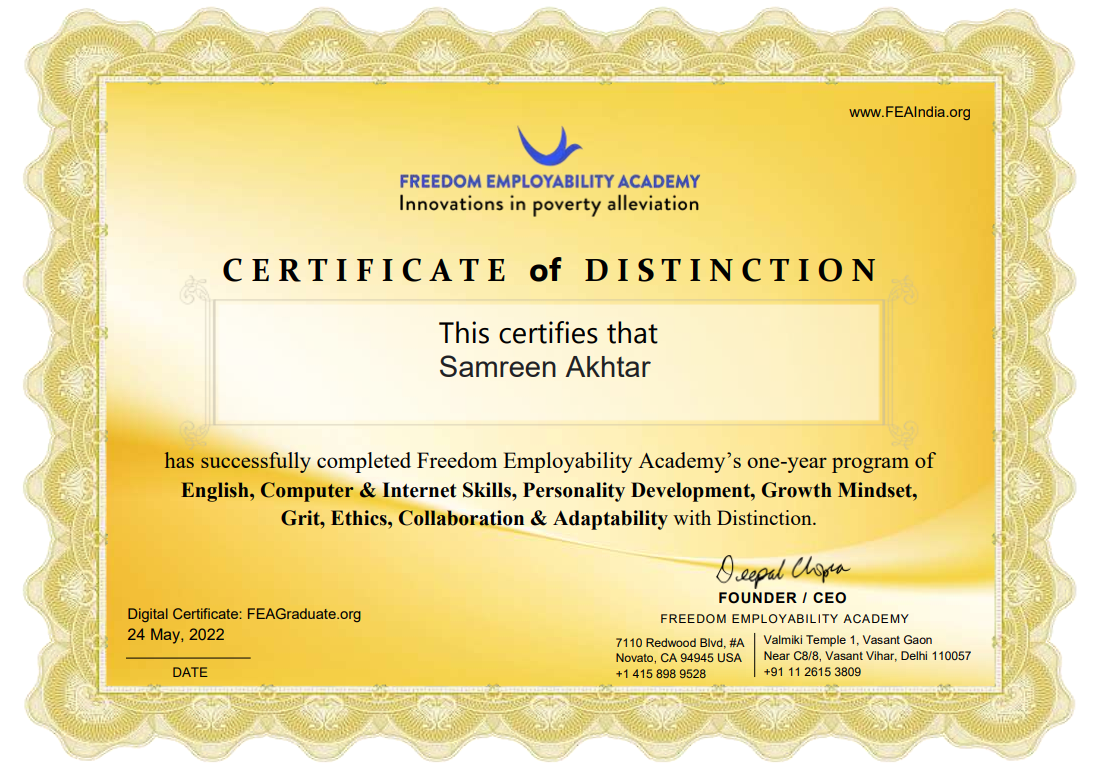 www.FEAIndia.org
FREEDOM EMPLOYABILITY ACADEMY
Innovations in poverty alleviation
CERTIFICATE of DISTINCTION
This certifies that
Samreen Akhtar
has successfully completed Freedom Employability Academy’s one-year program of
English, Computer & Internet Skills, Personality Development, Growth Mindset,
Grit, Ethics, Collaboration & Adaptability with Distinction.
Deepak Chopra
FOUNDER / CEO
FREEDOM EMPLOYABILITY ACADEMY
Digital Certificate: FEAGraduate.org
24 May, 2022
DATE
7110 Redwood Blvd, #A
Novato, CA 94945 USA
+1 415 898 9528
Valmiki Temple 1, Vasant Gaon
Near C8/8, Vasant Vihar, Delhi 110057
+91 11 2615 3809